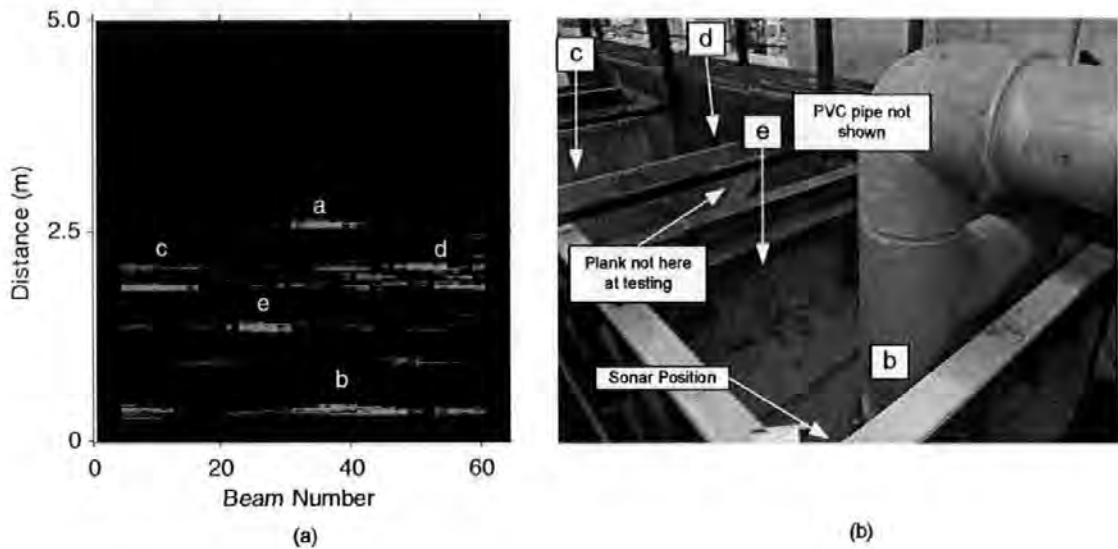 5.0
2.5
0
Distance (m)
a
c
d
e
b
0
20
40
60
Beam Number
(a)
c
d
e
PVC pipe not
shown
Plank not here
at testing
b
Sonar Position
(b)